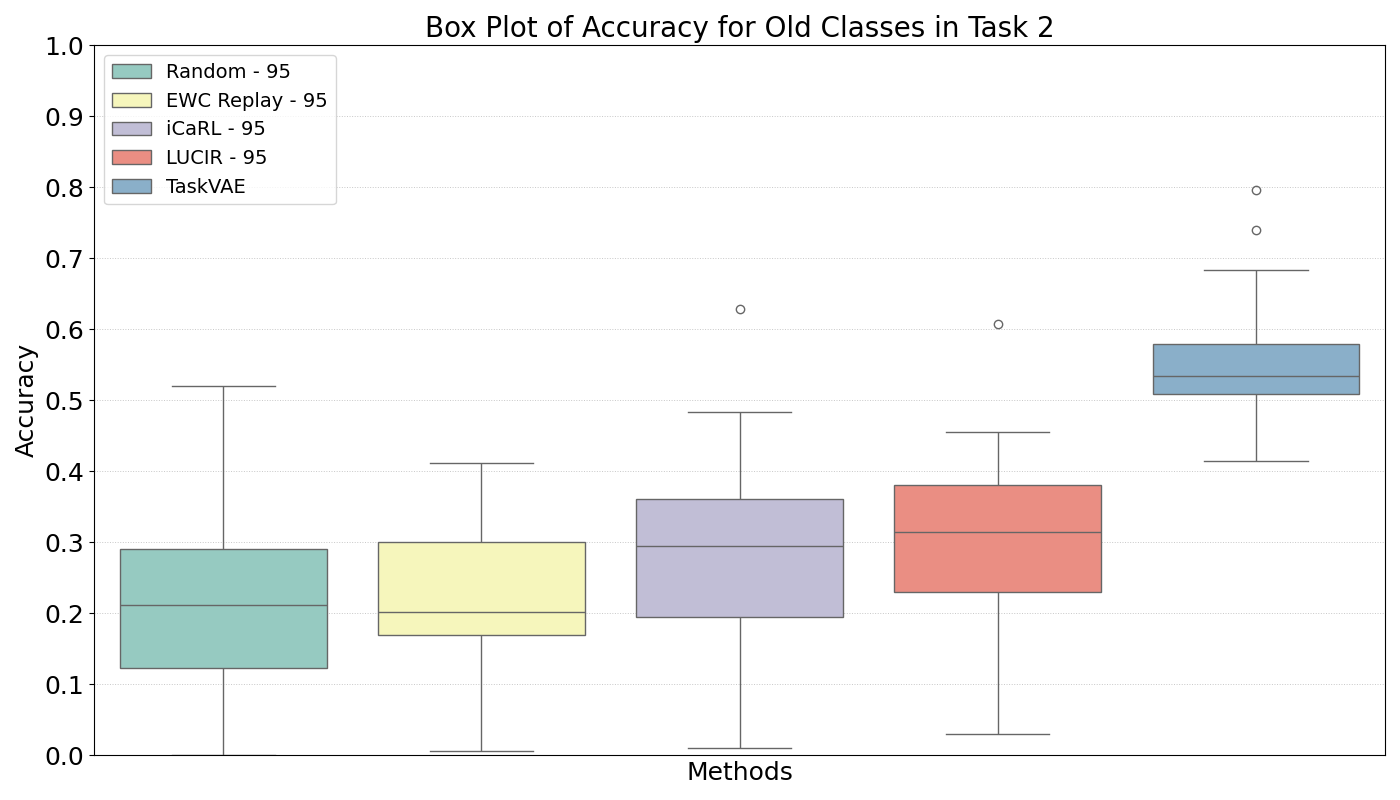 Box Plot of Accuracy for Old Classes in Task 2
1.0
0.9
0.8
0.7
0.6
0.5
0.4
0.3
0.2
0.1
0.0
Accuracy
Random - 95
EWC Replay - 95
iCaRL - 95
LUCIR - 95
TaskVAE
Methods